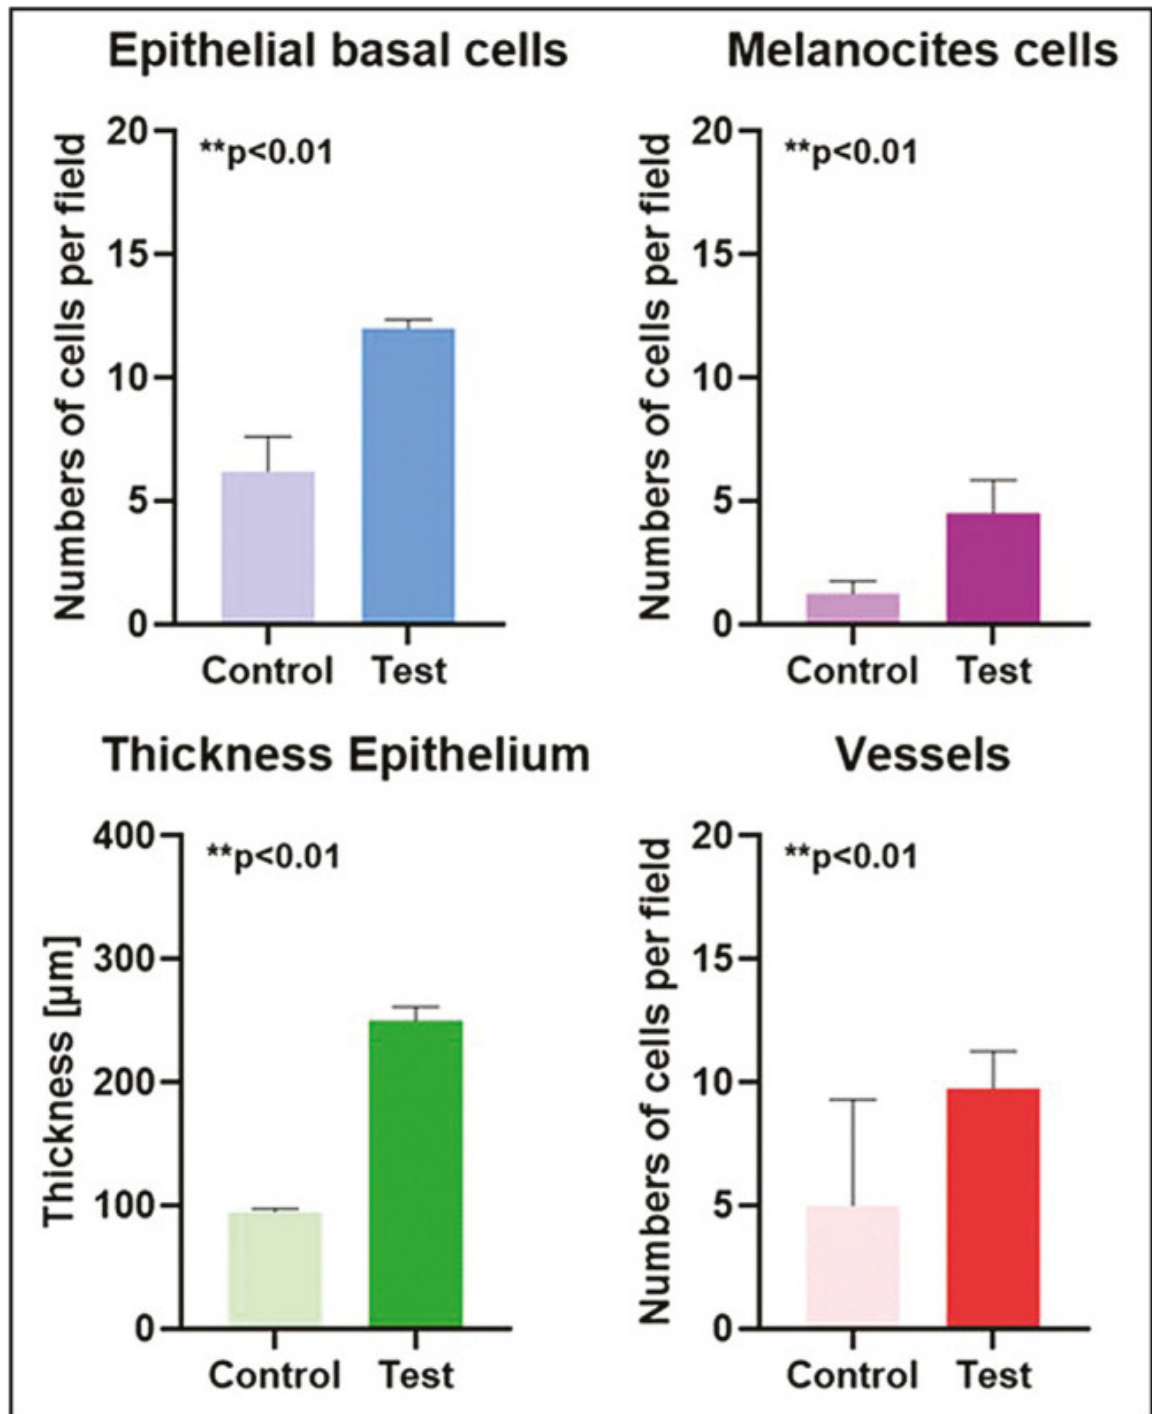 Epithelial basal cells
Numbers of cells per field
20
15
10
5
0
**p<0.01
Control Test
Melanocites cells
Numbers of cells per field
20
15
10
5
0
**p<0.01
Control Test
Thickness Epithelium
Thickness [µm]
400
300
200
100
0
**p<0.01
Control Test
Vessels
Numbers of cells per field
20
15
10
5
0
**p<0.01
Control Test